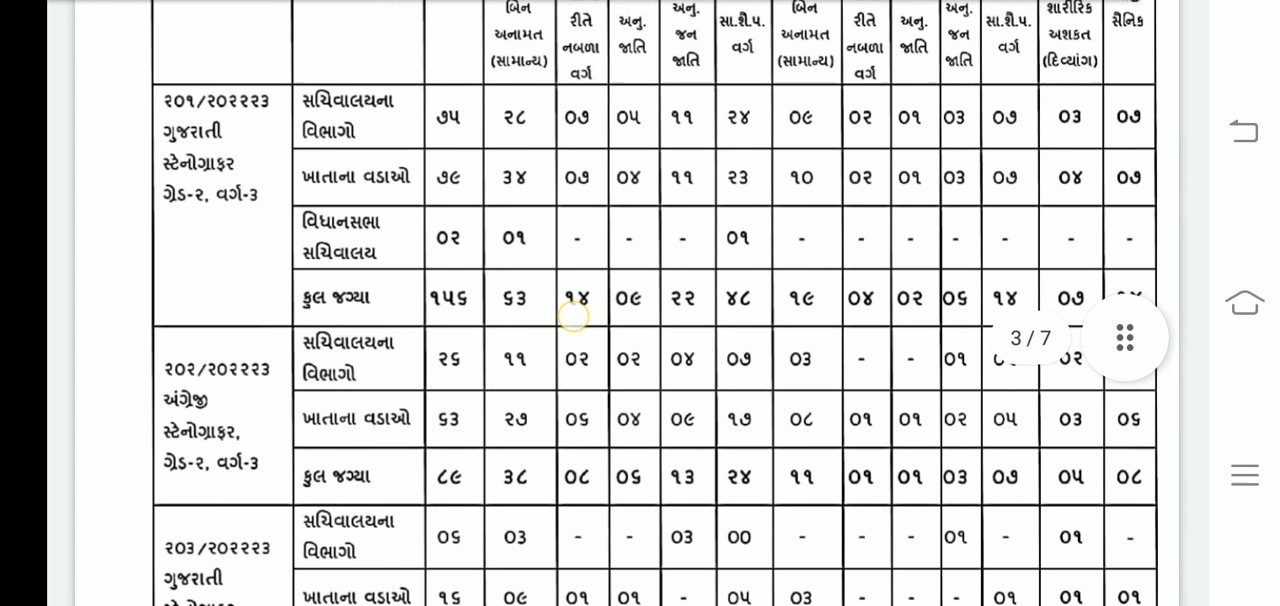 બિન રીતે અનુ. અનુ. સા.શૈ.પ. બિન રીતે અનુ. અનુ. સા.શૈ.પ. શારીરિક સૈનિક
અનામત નબળા જાતિ જન વર્ગ અનામત નબળા જાતિ જન વર્ગ અશકત
(સામાન્ય) વર્ગ જાતિ (સામાન્ય) વર્ગ જાતિ (દિવ્યાંગ)
૨૦૧/૨૦૨૨૨૩
ગુજરાતી
સ્ટેનોગ્રાફર
ગ્રેડ-૨, વર્ગ-૩
સચિવાલયના
વિભાગો
૭૫ ૨૮ ૦૭ ૦૫ ૧૧ ૨૪ ૦૯ ૦૨ ૦૧ ૦૩ ૦૭ ૦૩ ૦૭
ખાતાના વડાઓ ૭૯ ૩૪ ૦૭ ૦૪ ૧૧ ૨૩ ૧૦ ૦૨ ૦૧ ૦૩ ૦૭ ૦૪ ૦૭
વિધાનસભા
સચિવાલય
૦૨ ૦૧ - - - ૦૧ - - - - - - -
કુલ જગ્યા ૧૫૬ ૬૩ ૧૪ ૦૯ ૨૨ ૪૮ ૧૯ ૦૪ ૦૨ ૦૬ ૧૪ ૦૭
3 / 7
૨૦૨/૨૦૨૨૨૩
અંગ્રેજી
સ્ટેનોગ્રાફર,
ગ્રેડ-૨, વર્ગ-૩
સચિવાલયના
વિભાગો
૨૬ ૧૧ ૦૨ ૦૨ ૦૪ ૦૭ ૦૩ - - ૦૧ ૦૨
ખાતાના વડાઓ ૬૩ ૨૭ ૦૬ ૦૪ ૦૯ ૧૭ ૦૮ ૦૧ ૦૧ ૦૨ ૦૫ ૦૩ ૦૬
કુલ જગ્યા ૮૯ ૩૮ ૦૮ ૦૬ ૧૩ ૨૪ ૧૧ ૦૧ ૦૧ ૦૩ ૦૭ ૦૫ ૦૮
૨૦૩/૨૦૨૨૨૩
ગુજરાતી
સચિવાલયના
વિભાગો
૦૬ ૦૩ - - ૦૩ ૦૦ - - - ૦૧ - ૦૧ -
ખાતાના વડાઓ ૧૬ ૦૯ ૦૧ ૦૧ - ૦૫ ૦૩ - - - ૦૧ ૦૧ ૦૧